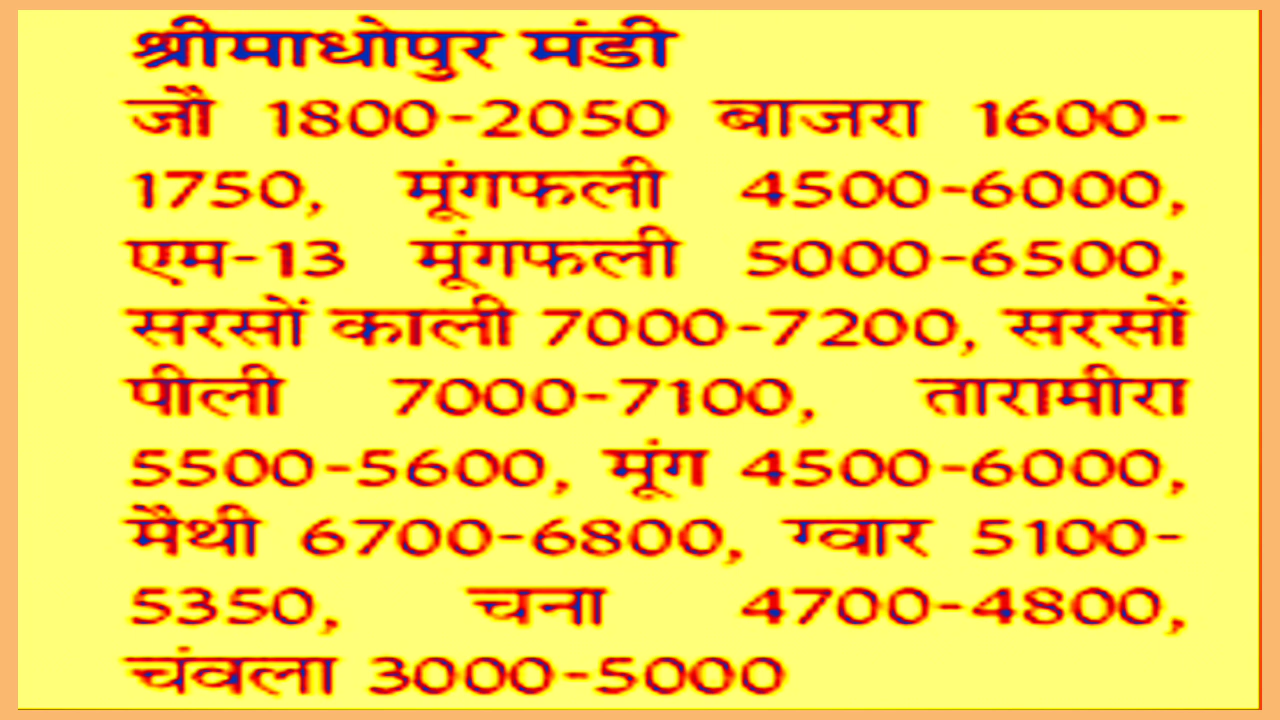 श्रीमाधोपुर मंडी
जौ 1800-2050 बाजरा 1600-
1750, मूंगफली 4500-6000,
एम-13 मूंगफली 5000-6500,
सरसों काली 7000-7200, सरसों
पीली 7000-7100, तारामीरा
5500-5600, मूंग 4500-6000,
मैथी 6700-6800, ग्वार 5100-
5350, चना 4700-4800,
चंवला 3000-5000